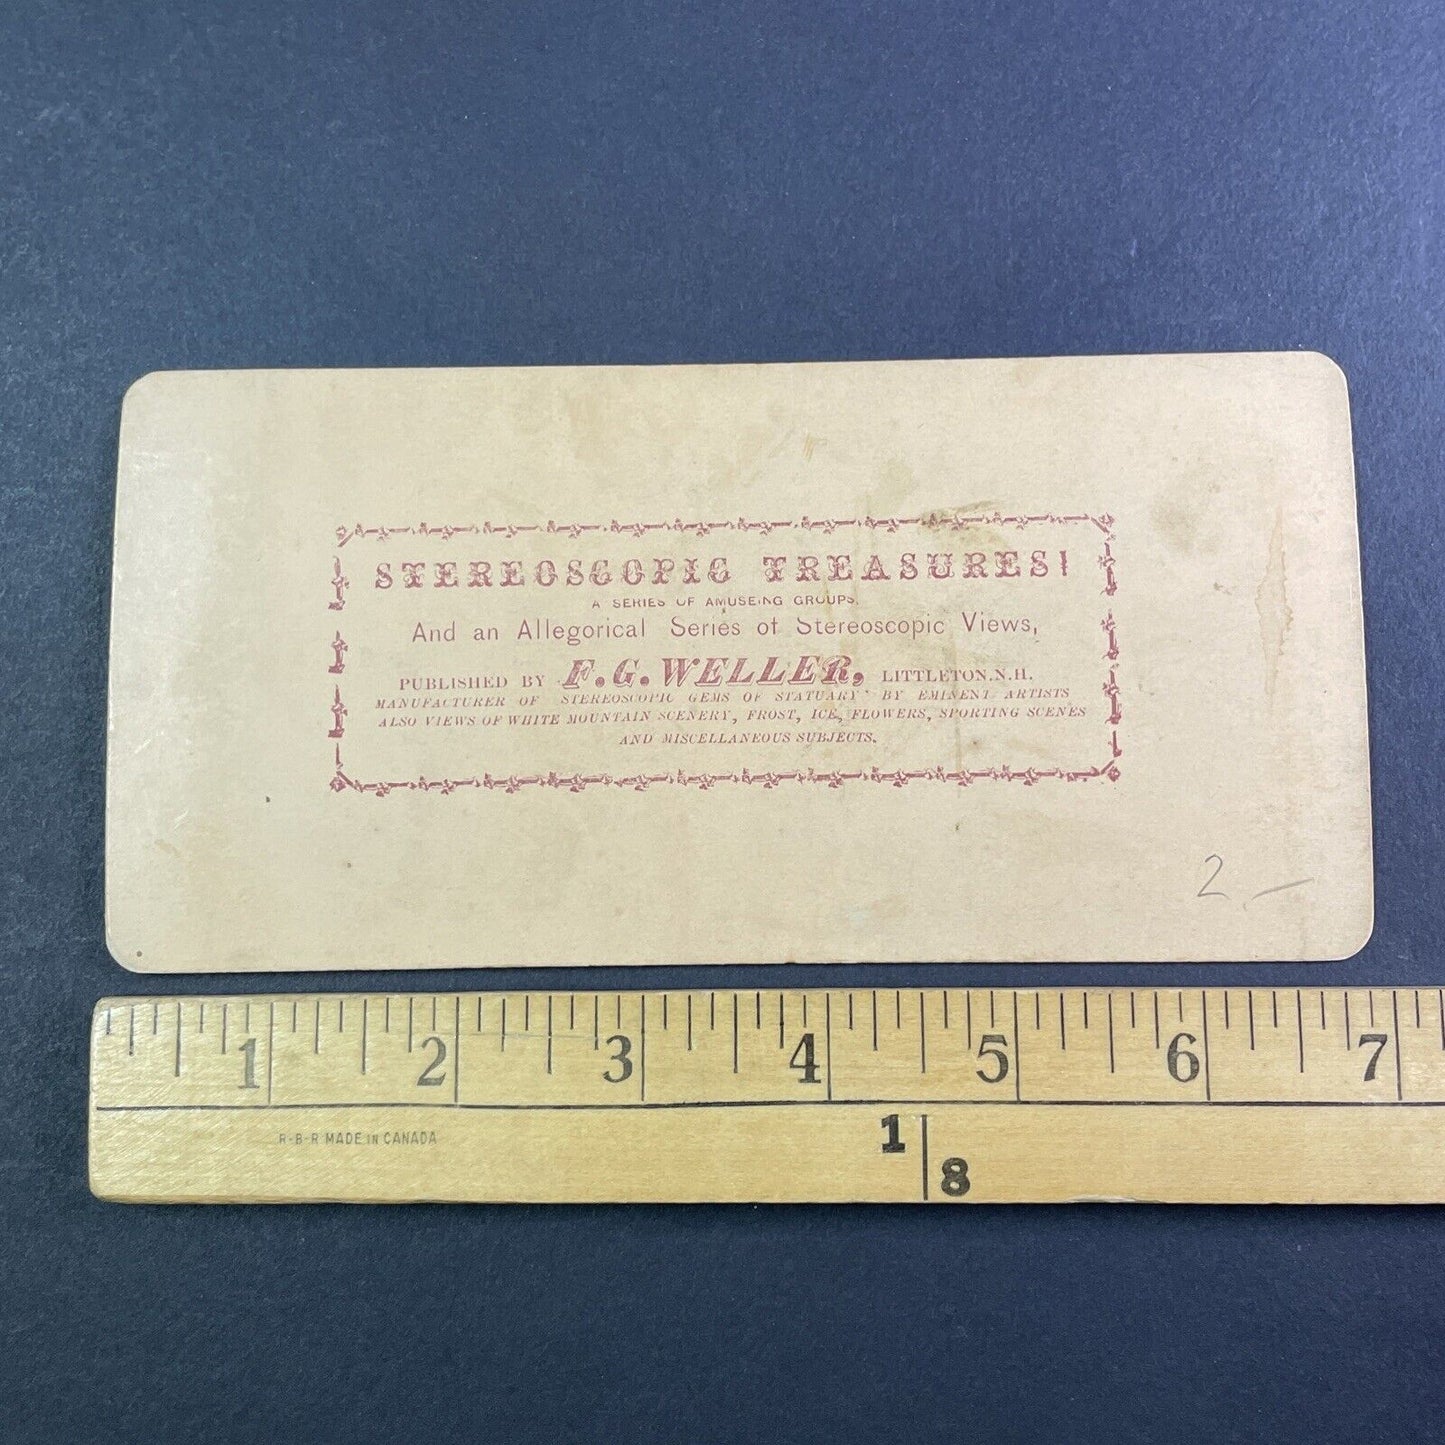 STEREOSCOPIC TREASURES!
A SERIES OF AMUSEING GROUPS,
And an Allegorical Series of Stereoscopic Views,
PUBLISHED BY F. G. WELLER, LITTLETON. N. H.
MANUFACTURER OF STEREOSCOPIC GEMS OF STATUARY BY EMINENT ARTISTS
ALSO VIEWS OF WHITE MOUNTAIN SCENERY, FROST, ICE, FLOWERS, SPORTING SCENES
AND MISCELLANEOUS SUBJECTS.
2 –
1 2 3 4 5 6 7
R-B-R MADE IN CANADA
1 8